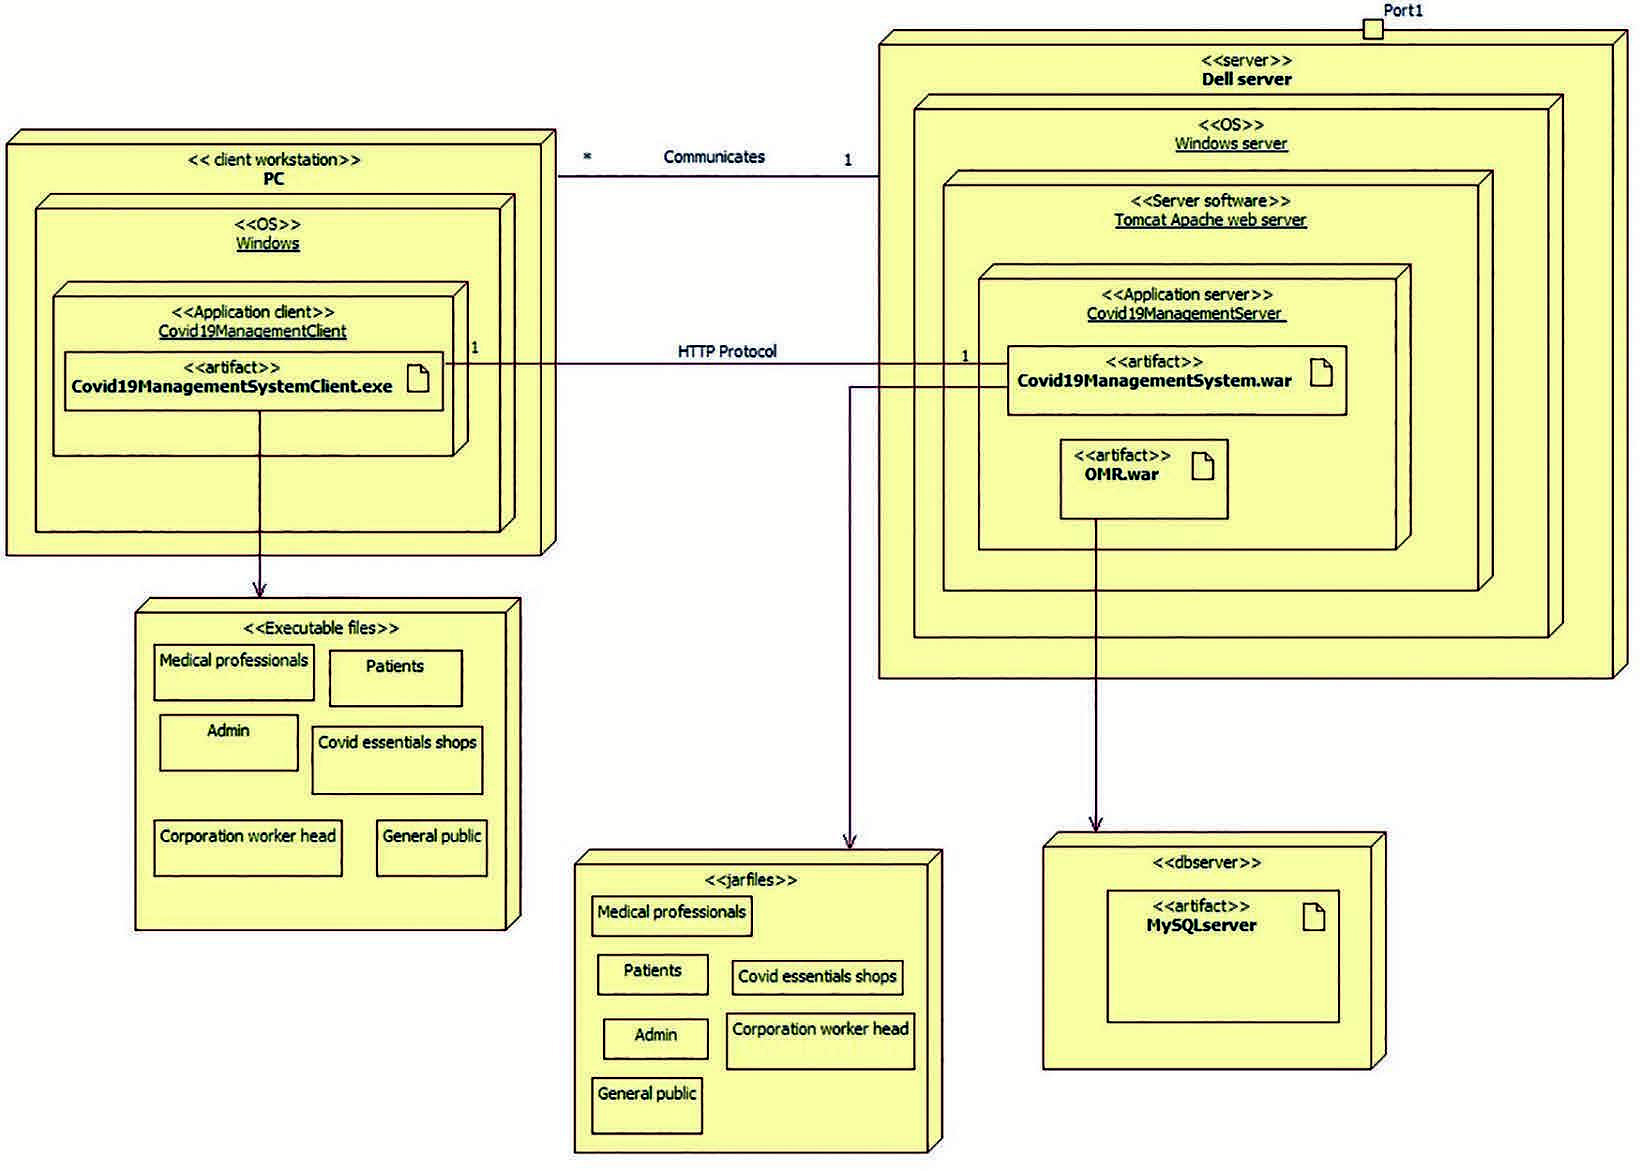 Port1
<<server>>
Dell server
<<OS>>
Windows server
<<Server software>>
Tomcat Apache web server
<<Application server>>
Covid19ManagementServer
<<artifact>>
Covid19ManagementSystem.war
<<artifact>>
OMR.war
<< client workstation>>
PC
<<OS>>
Windows
<<Application client>>
Covid19ManagementClient
<<artifact>>
Covid19ManagementSystemClient.exe
* Communicates 1
1 HTTP Protocol 1
<<Executable files>>
Medical professionals
Patients
Admin
Covid essentials shops
Corporation worker head
General public
<<jarfiles>>
Medical professionals
Patients
Covid essentials shops
Admin
Corporation worker head
General public
<<dbserver>>
<<artifact>>
MySQLserver